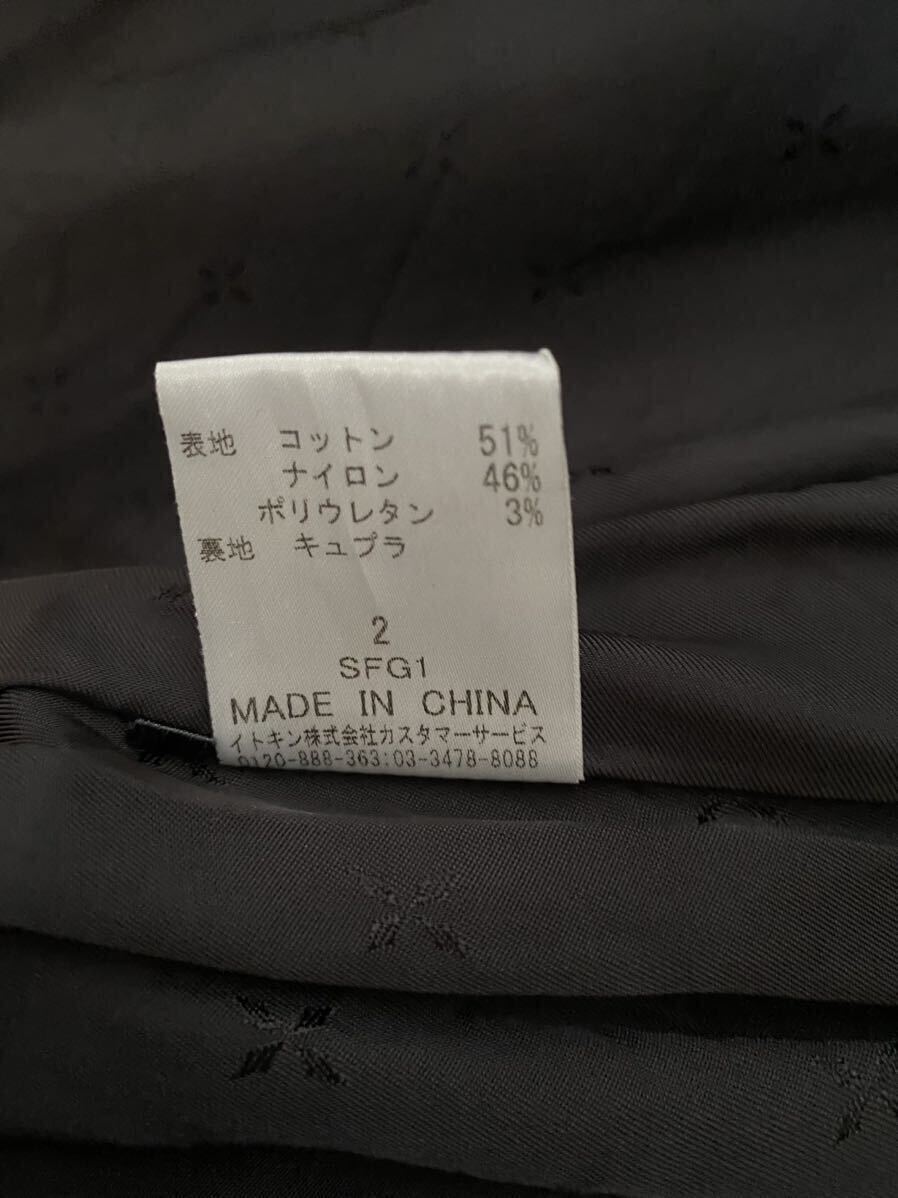 表地 コットン 51%
ナイロン 46%
ポリウレタン 3%
裏地 キュプラ
2
SFG1
MADE IN CHINA
イトキン株式会社カスタマーサービス
0120-888-363:03-3478-8088